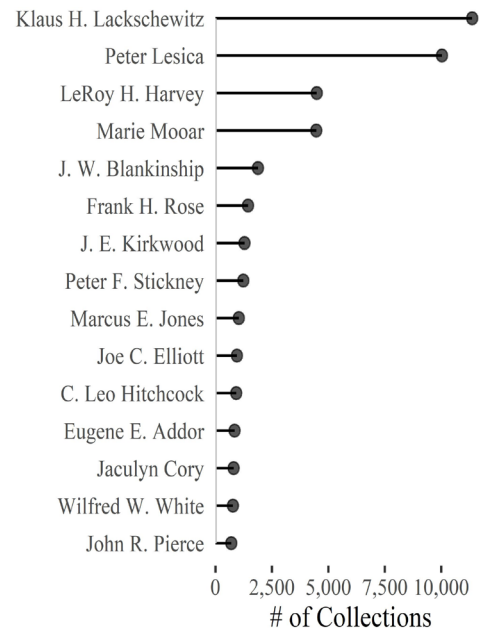 Klaus H. Lackschewitz
Peter Lesica
LeRoy H. Harvey
Marie Mooar
J. W. Blankinship
Frank H. Rose
J. E. Kirkwood
Peter F. Stickney
Marcus E. Jones
Joe C. Elliott
C. Leo Hitchcock
Eugene E. Addor
Jaculyn Cory
Wilfred W. White
John R. Pierce
0 2,500 5,000 7,500 10,000
# of Collections